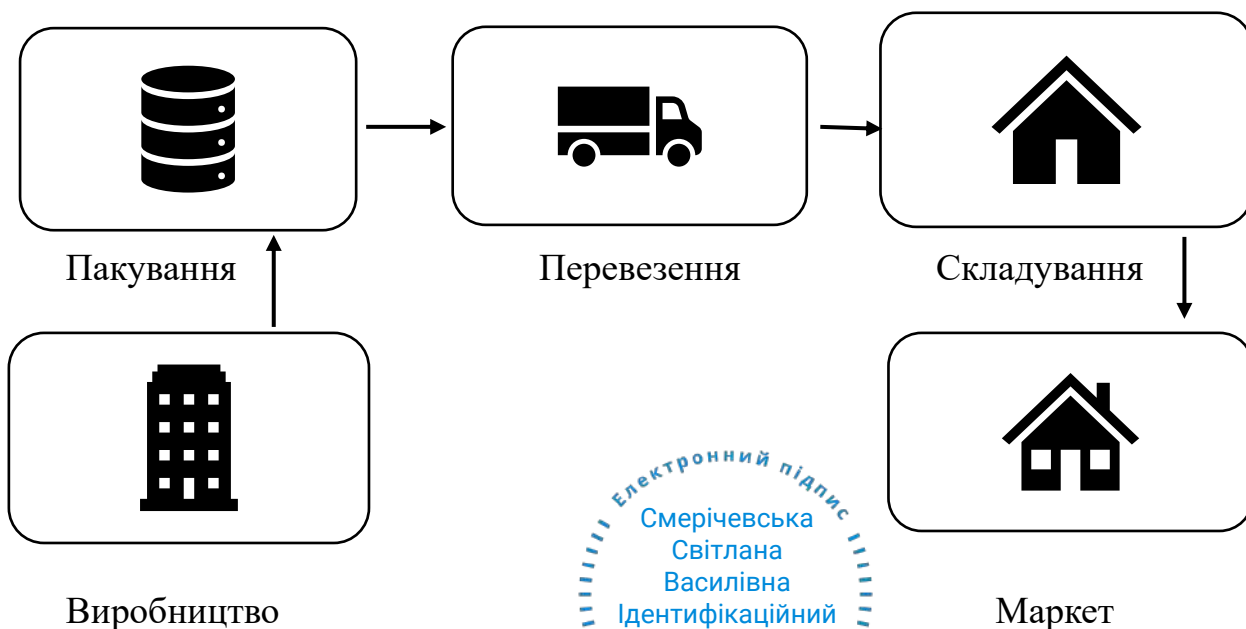 Пакування
Перевезення
Складування
Електронний підпис
Смерічевська
Світлана
Василівна
Ідентифікаційний
Виробництво
Маркет